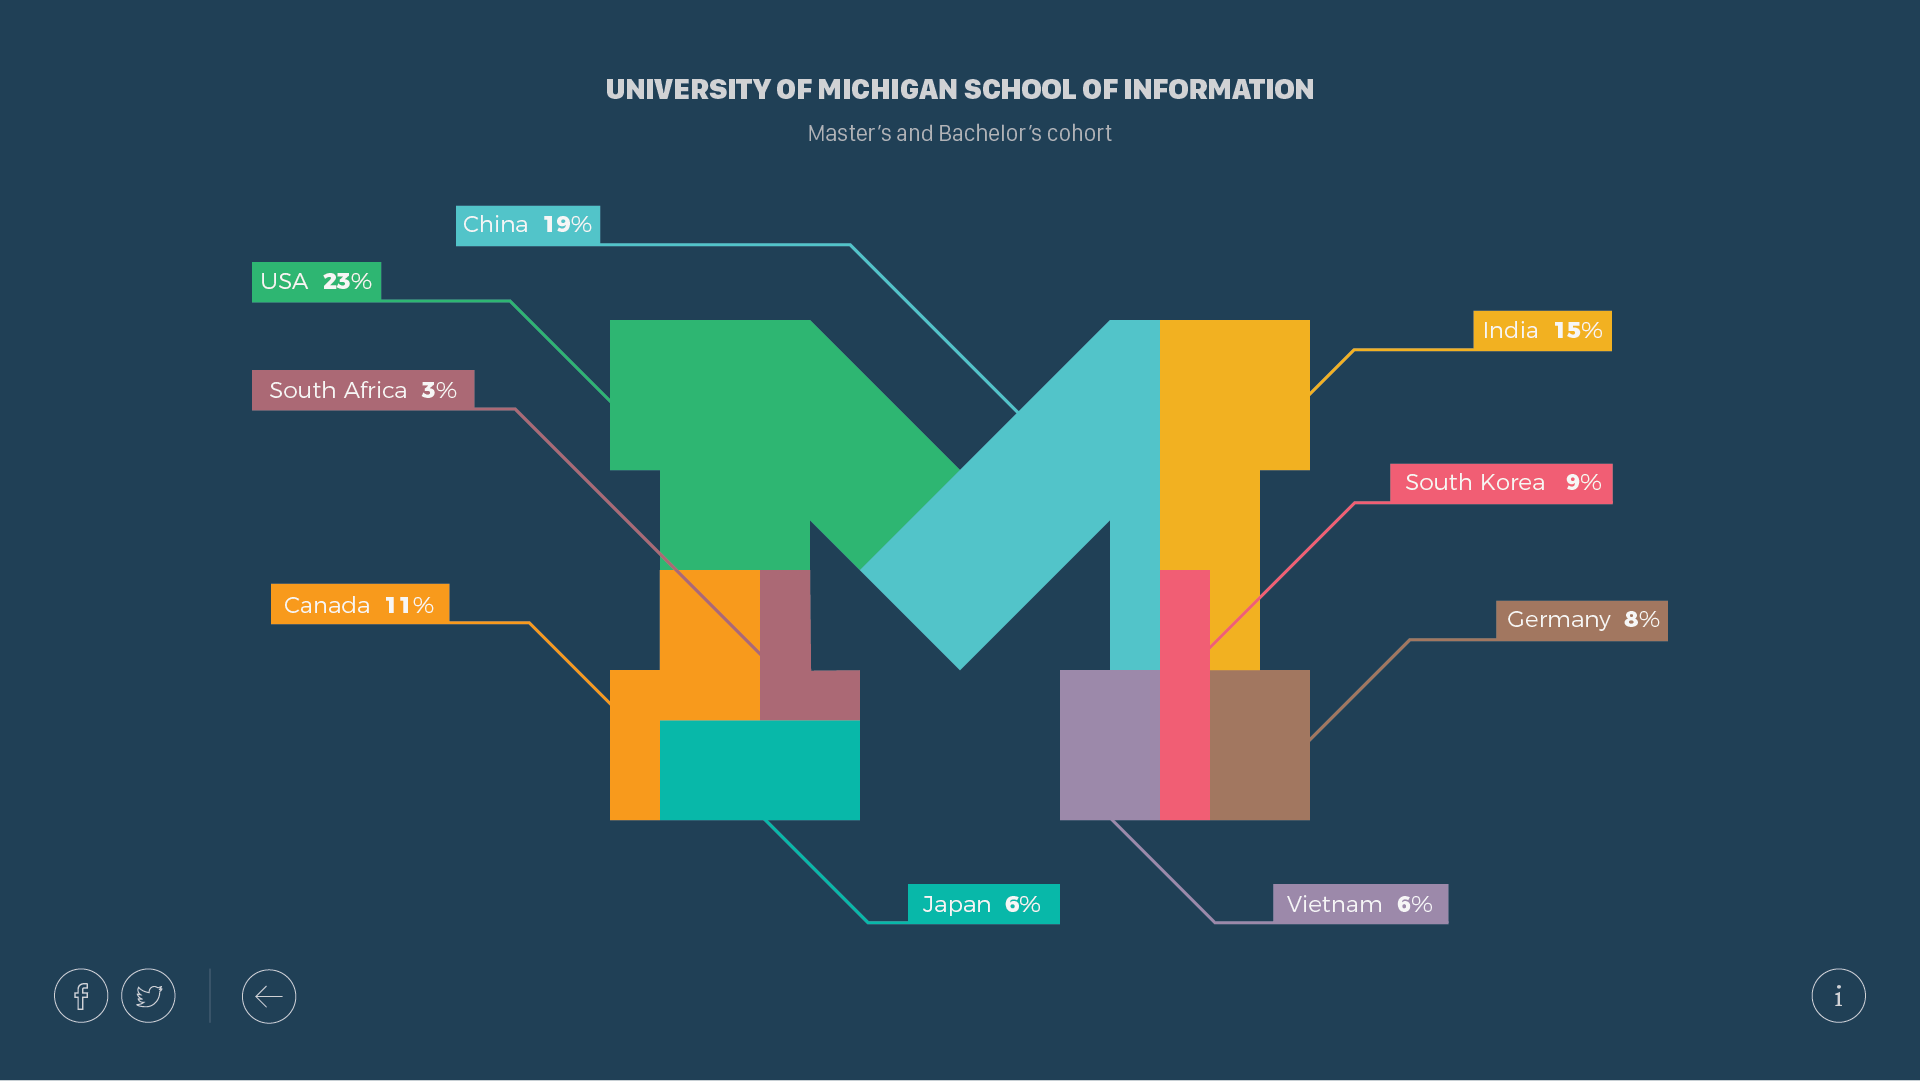 UNIVERSITY OF MICHIGAN SCHOOL OF INFORMATION
Master's and Bachelor's cohort
China 19%
USA 23%
India 15%
South Africa 3%
South Korea 9%
Canada 11%
Germany 8%
Japan 6%
Vietnam 6%
f
i